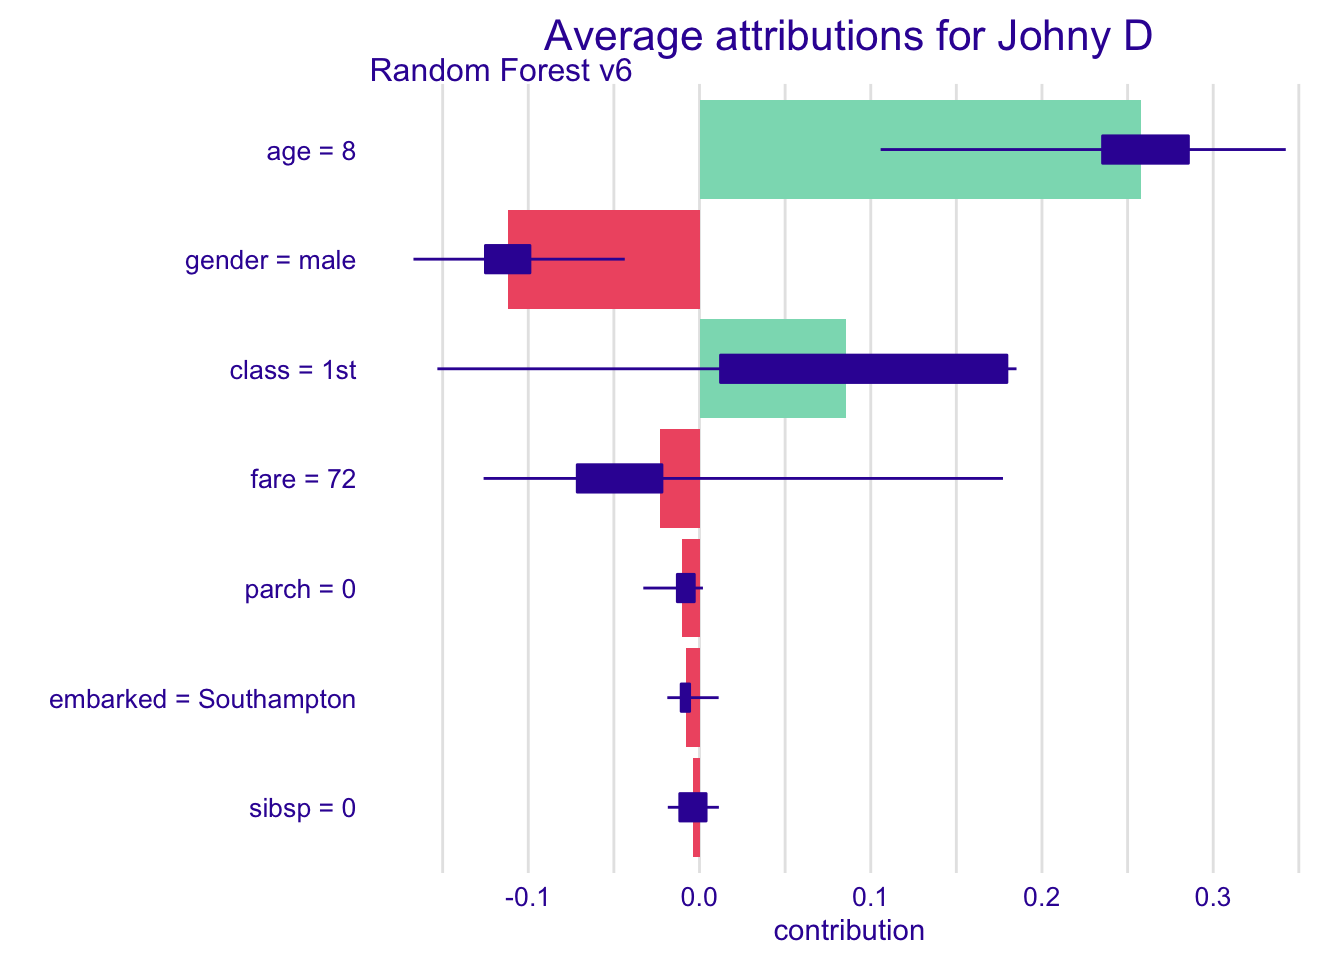 Average attributions for Johny D
Random Forest v6
age = 8
gender = male
class = 1st
fare = 72
parch = 0
embarked = Southampton
sibsp = 0
-0.1 0.0 0.1 0.2 0.3
contribution